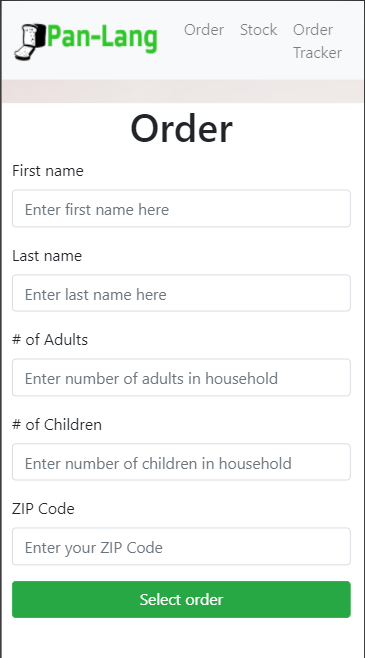 Pan-Lang
Order
Stock
Order
Tracker
Order
First name
Enter first name here
Last name
Enter last name here
# of Adults
Enter number of adults in household
# of Children
Enter number of children in household
ZIP Code
Enter your ZIP Code
Select order